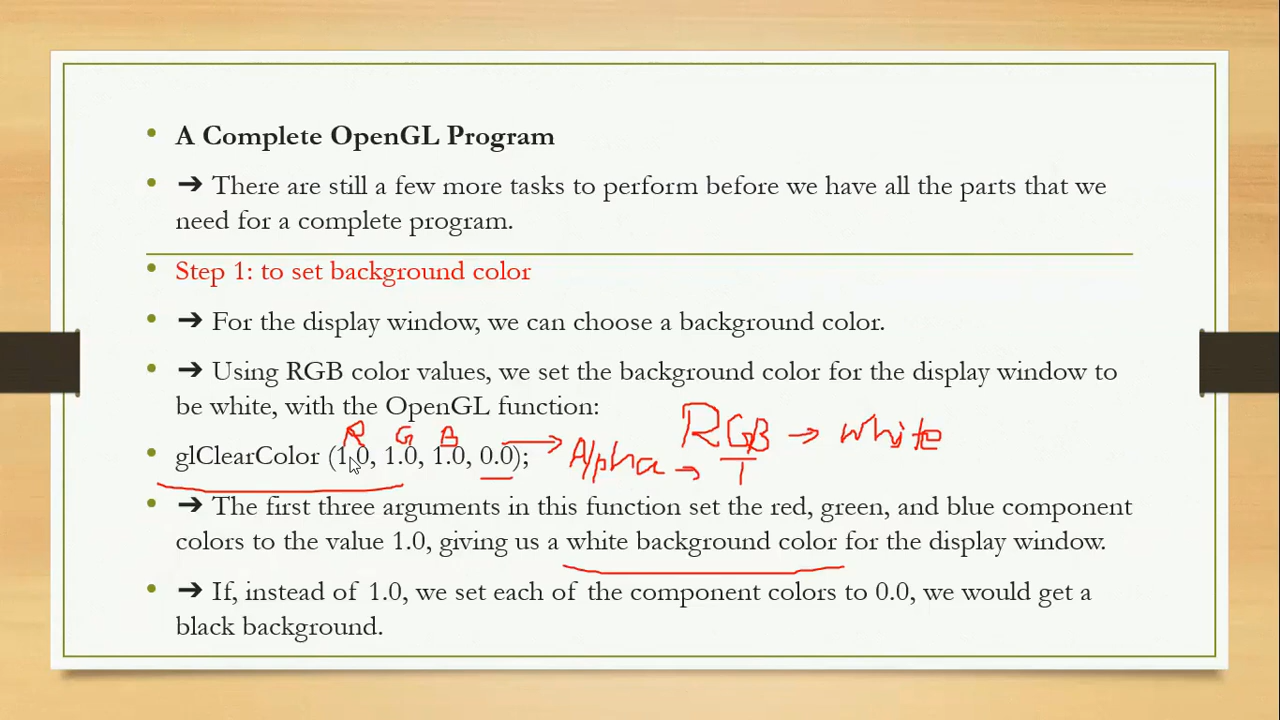 • A Complete OpenGL Program
• ➔ There are still a few more tasks to perform before we have all the parts that we
need for a complete program.
• Step 1: to set background color
• ➔ For the display window, we can choose a background color.
• ➔ Using RGB color values, we set the background color for the display window to
be white, with the OpenGL function:
R G B RGB → white
• glClearColor (1.0, 1.0, 1.0, 0.0); → Alpha →
• ➔ The first three arguments in this function set the red, green, and blue component
colors to the value 1.0, giving us a white background color for the display window.
• ➔ If, instead of 1.0, we set each of the component colors to 0.0, we would get a
black background.